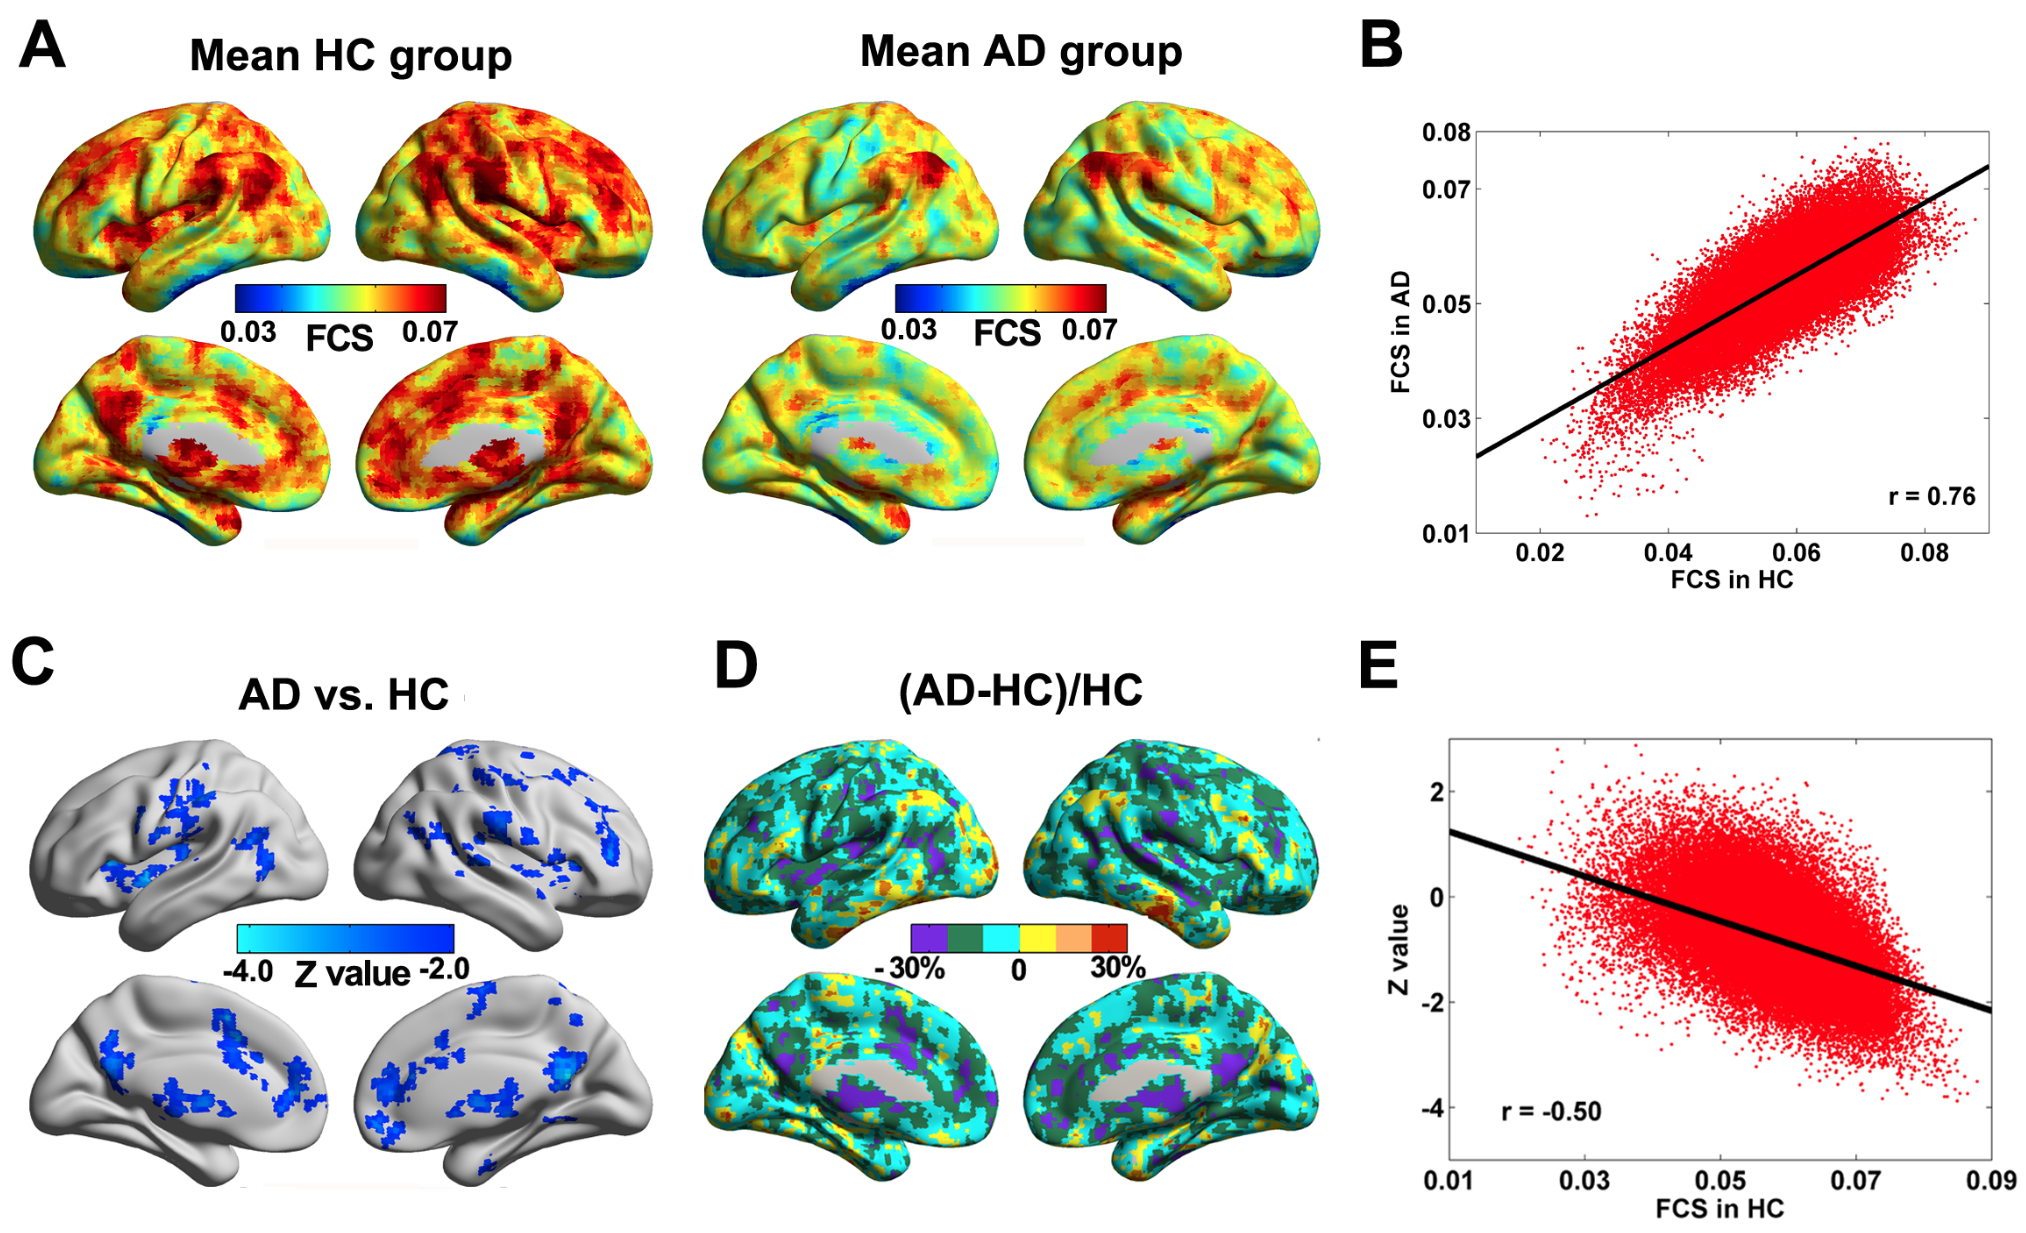 A
Mean HC group
Mean AD group
0.03 FCS 0.07
0.03 FCS 0.07
B
0.08
0.07
0.05
0.03
0.01
FCS in AD
r = 0.76
0.02 0.04 0.06 0.08
FCS in HC
C
AD vs. HC
-4.0 Z value -2.0
D
(AD-HC)/HC
-30% 0 30%
E
2
0
-2
-4
Z value
r = -0.50
0.01 0.03 0.05 0.07 0.09
FCS in HC